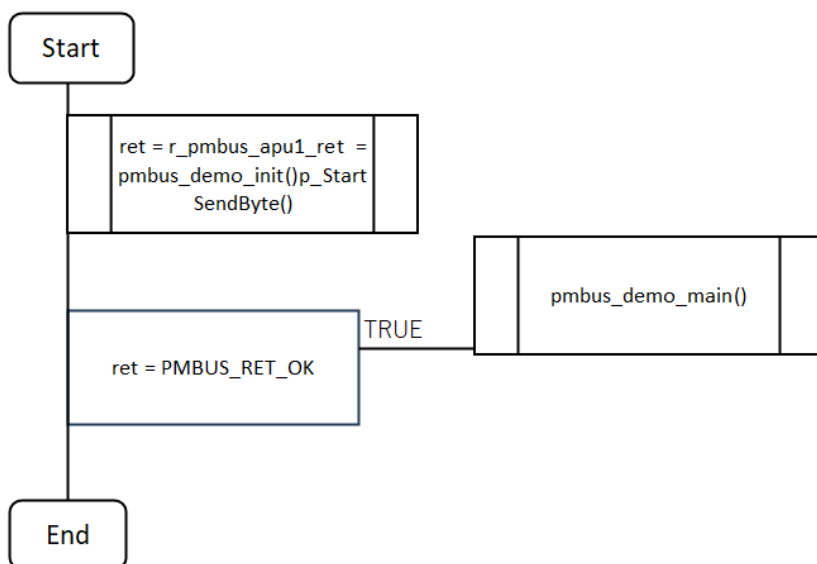 Start
ret = r_pmbus_apu1_ret =
pmbus_demo_init()p_Start
SendByte()
pmbus_demo_main()
TRUE
ret = PMBUS_RET_OK
End